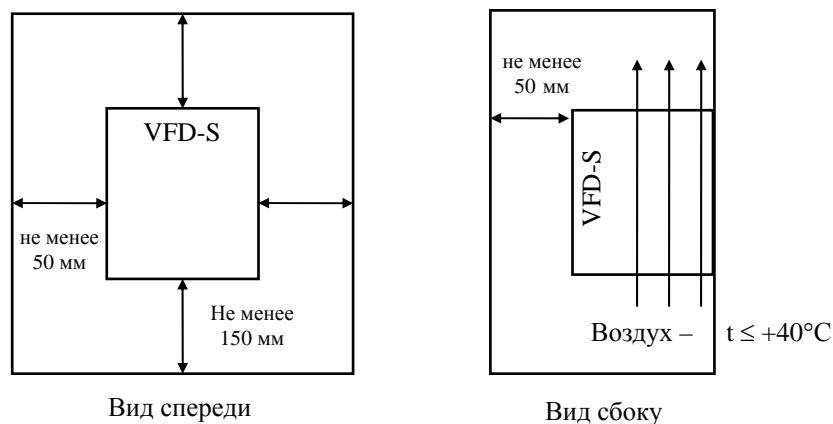 VFD-S
не менее
50 мм
Не менее
150 мм
Вид спереди
не менее
50 мм
VFD-S
Воздух – t ≤ +40°C
Вид сбоку